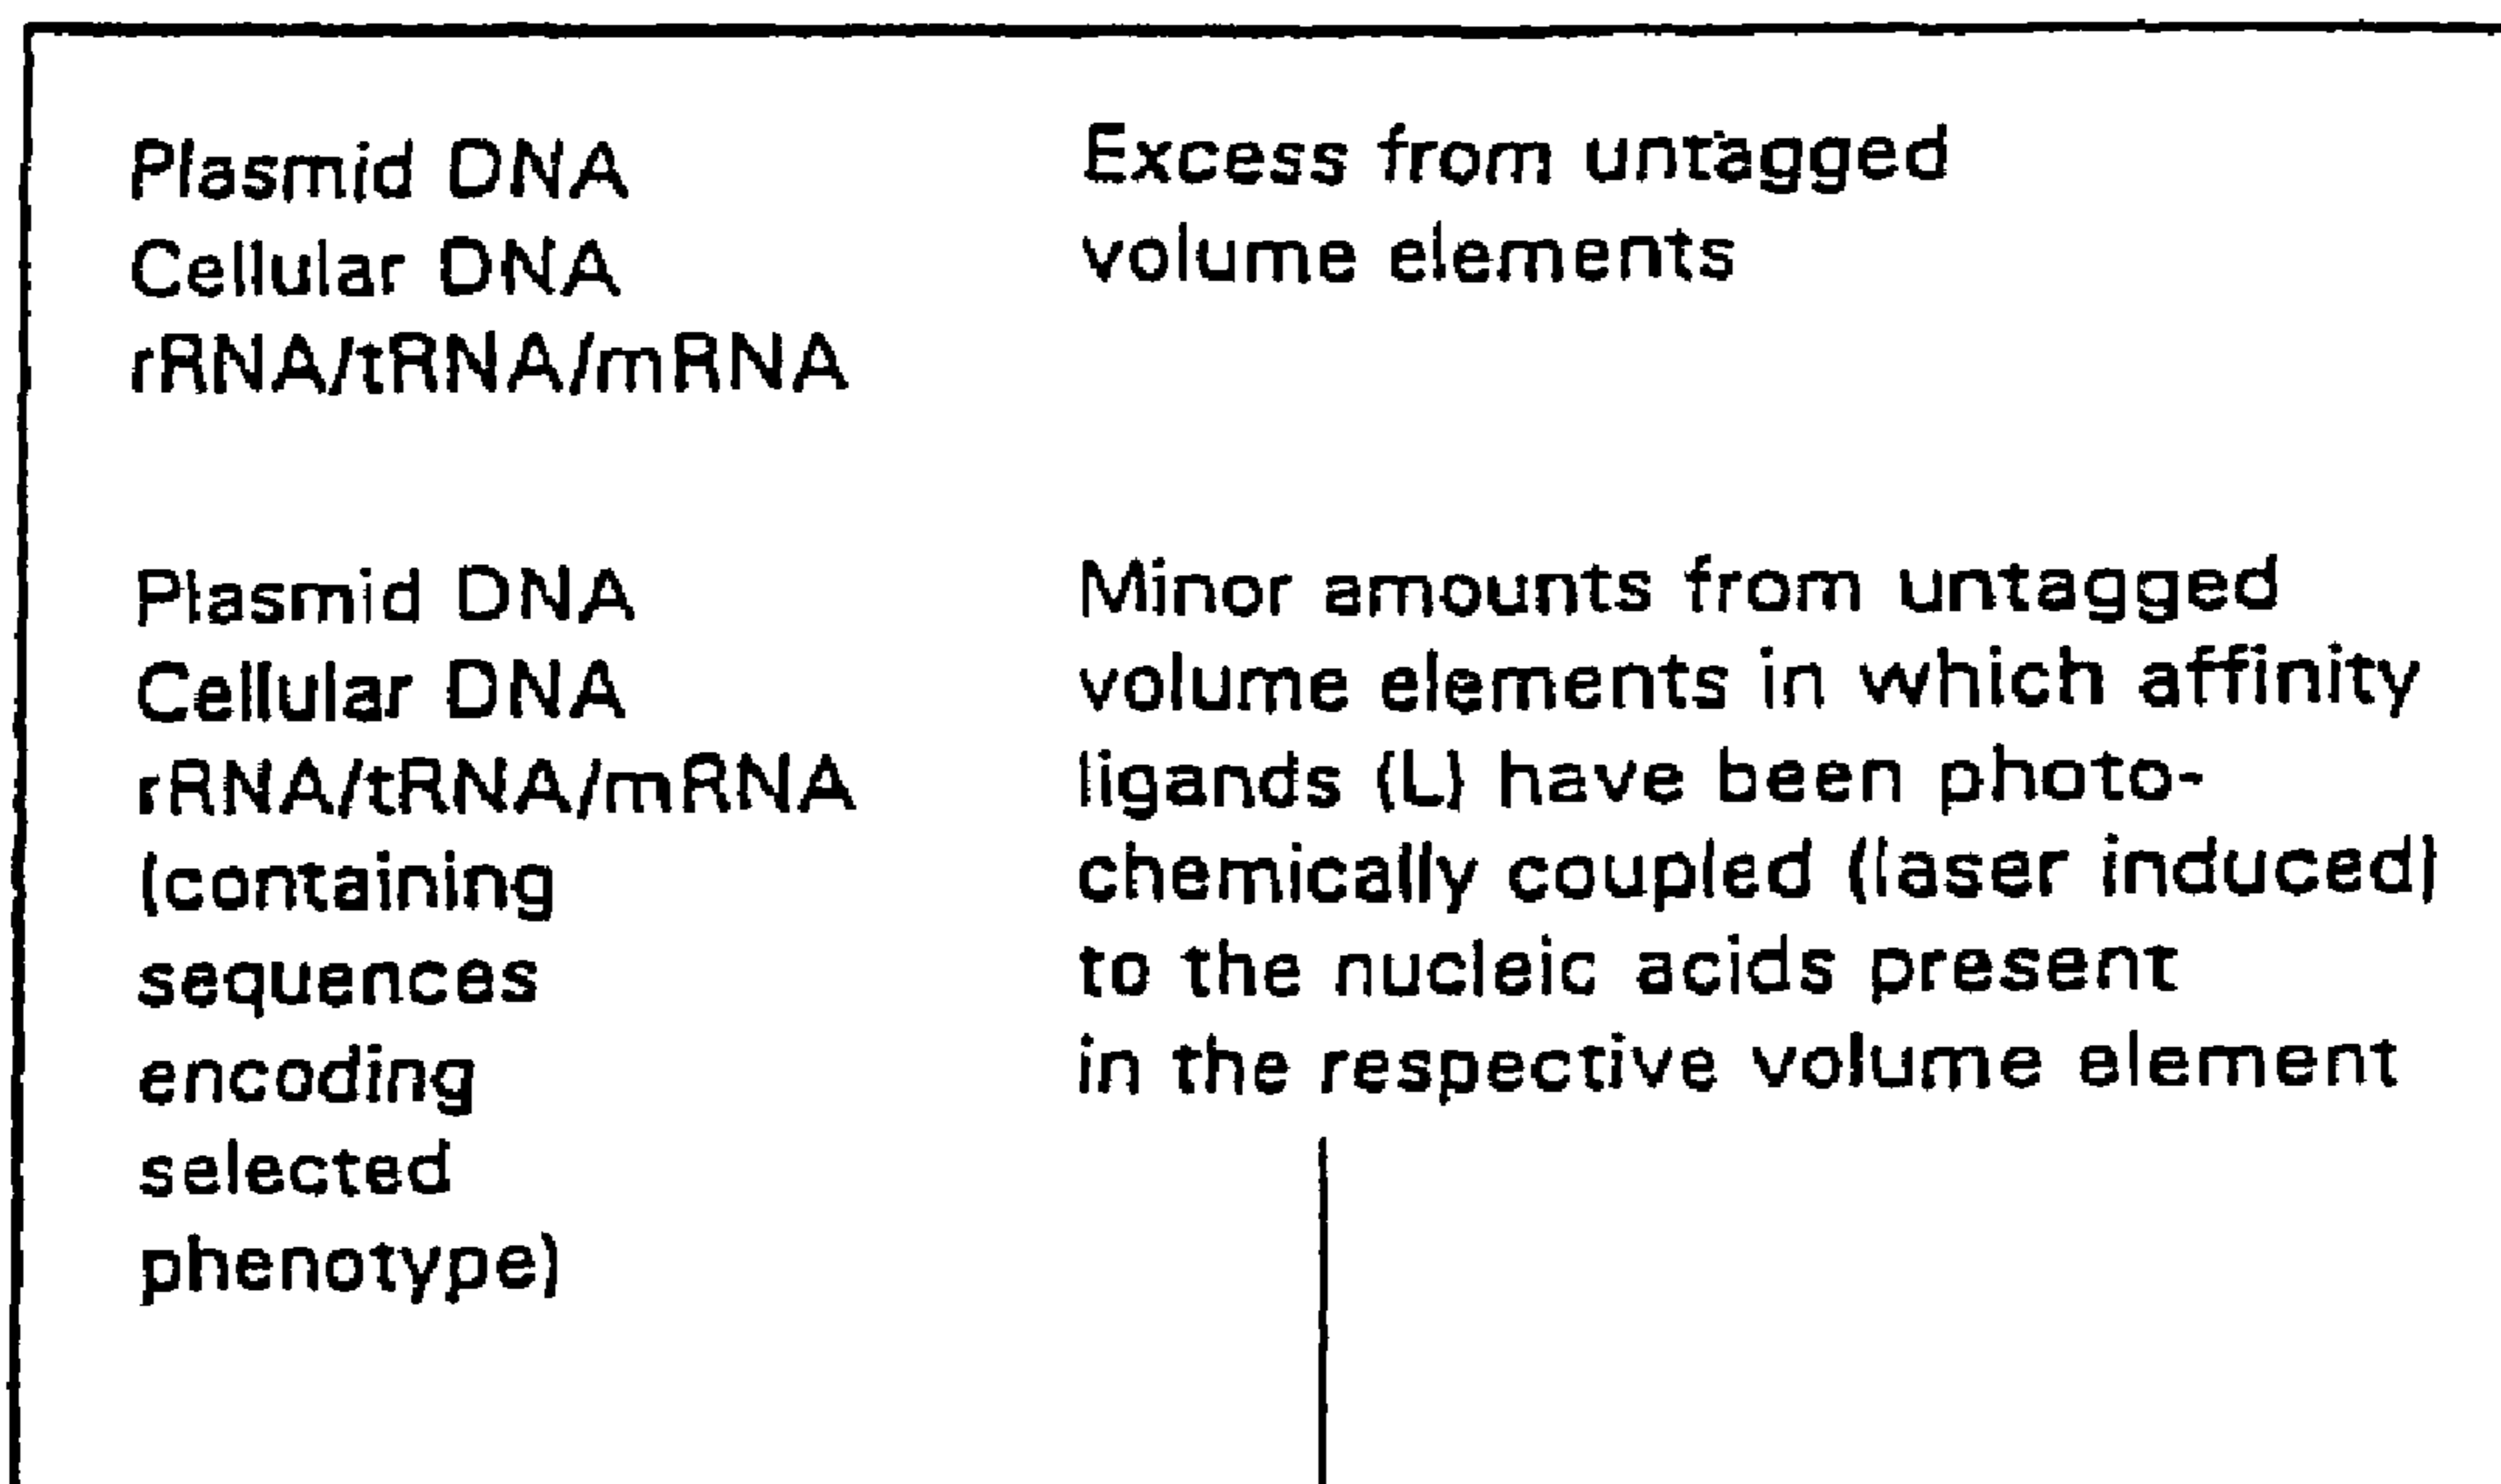 Plasmid DNA
Cellular DNA
rRNA/tRNA/mRNA
Excess from untagged
volume elements
Plasmid DNA
Cellular DNA
rRNA/tRNA/mRNA
(containing
sequences
encoding
selected
phenotype)
Minor amounts from untagged
volume elements in which affinity
ligands (L) have been photo-
chemically coupled (laser induced)
to the nucleic acids present
in the respective volume element